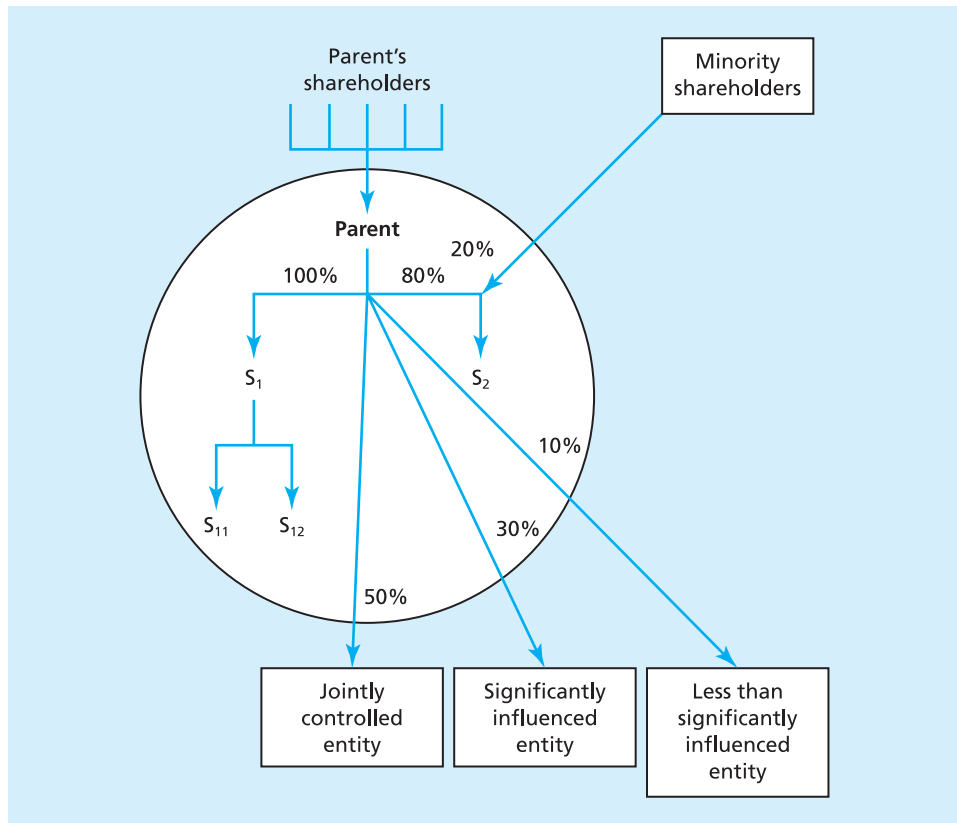 Parent's
shareholders
Minority
shareholders
Parent
20%
100%
80%
S₁
S₂
10%
S₁₁
S₁₂
30%
50%
Jointly
controlled
entity
Significantly
influenced
entity
Less than
significantly
influenced
entity